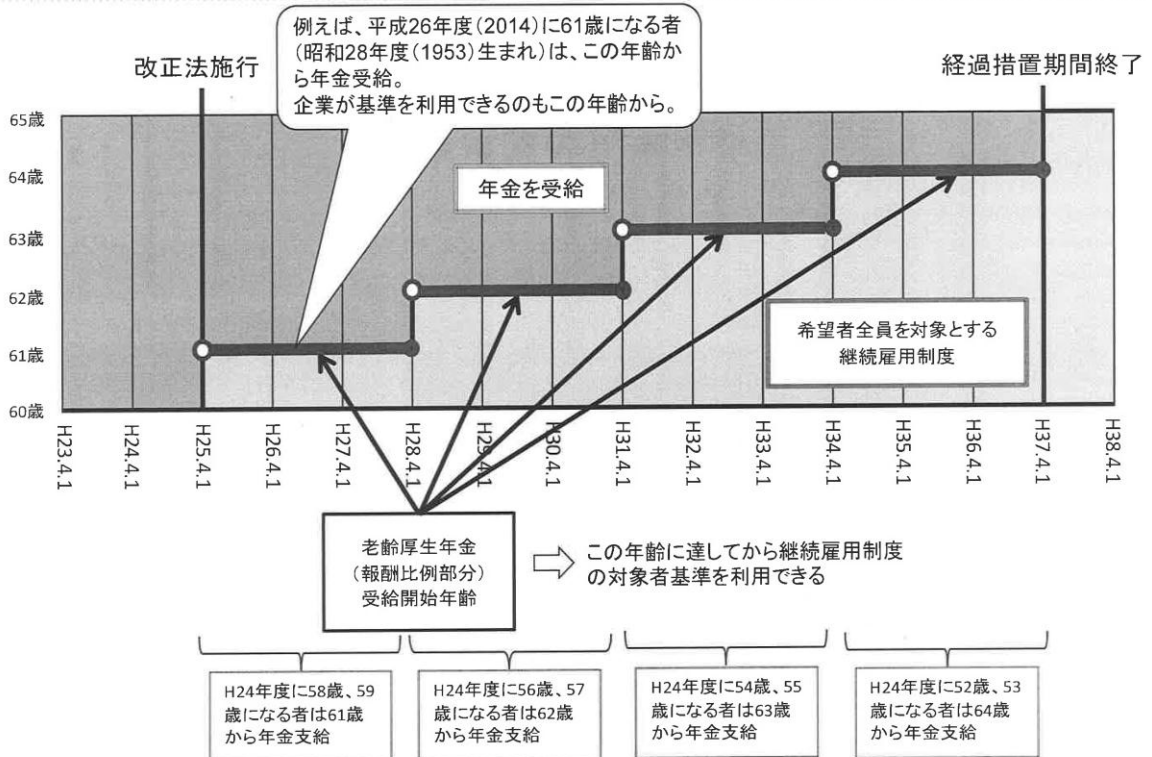 例えば、平成26年度(2014)に61歳になる者
(昭和28年度(1953)生まれ)は、この年齢か
ら年金受給。
企業が基準を利用できるのもこの年齢から。
改正法施行
経過措置期間終了
65歳
64歳
63歳
62歳
61歳
60歳
年金を受給
希望者全員を対象とする
継続雇用制度
H23.4.1
H24.4.1
H25.4.1
H26.4.1
H27.4.1
H28.4.1
H29.4.1
H30.4.1
H31.4.1
H32.4.1
H33.4.1
H34.4.1
H35.4.1
H36.4.1
H37.4.1
H38.4.1
老齢厚生年金
(報酬比例部分)
受給開始年齢
この年齢に達してから継続雇用制度
の対象者基準を利用できる
H24年度に58歳、59
歳になる者は61歳
から年金支給
H24年度に56歳、57
歳になる者は62歳
から年金支給
H24年度に54歳、55
歳になる者は63歳
から年金支給
H24年度に52歳、53
歳になる者は64歳
から年金支給